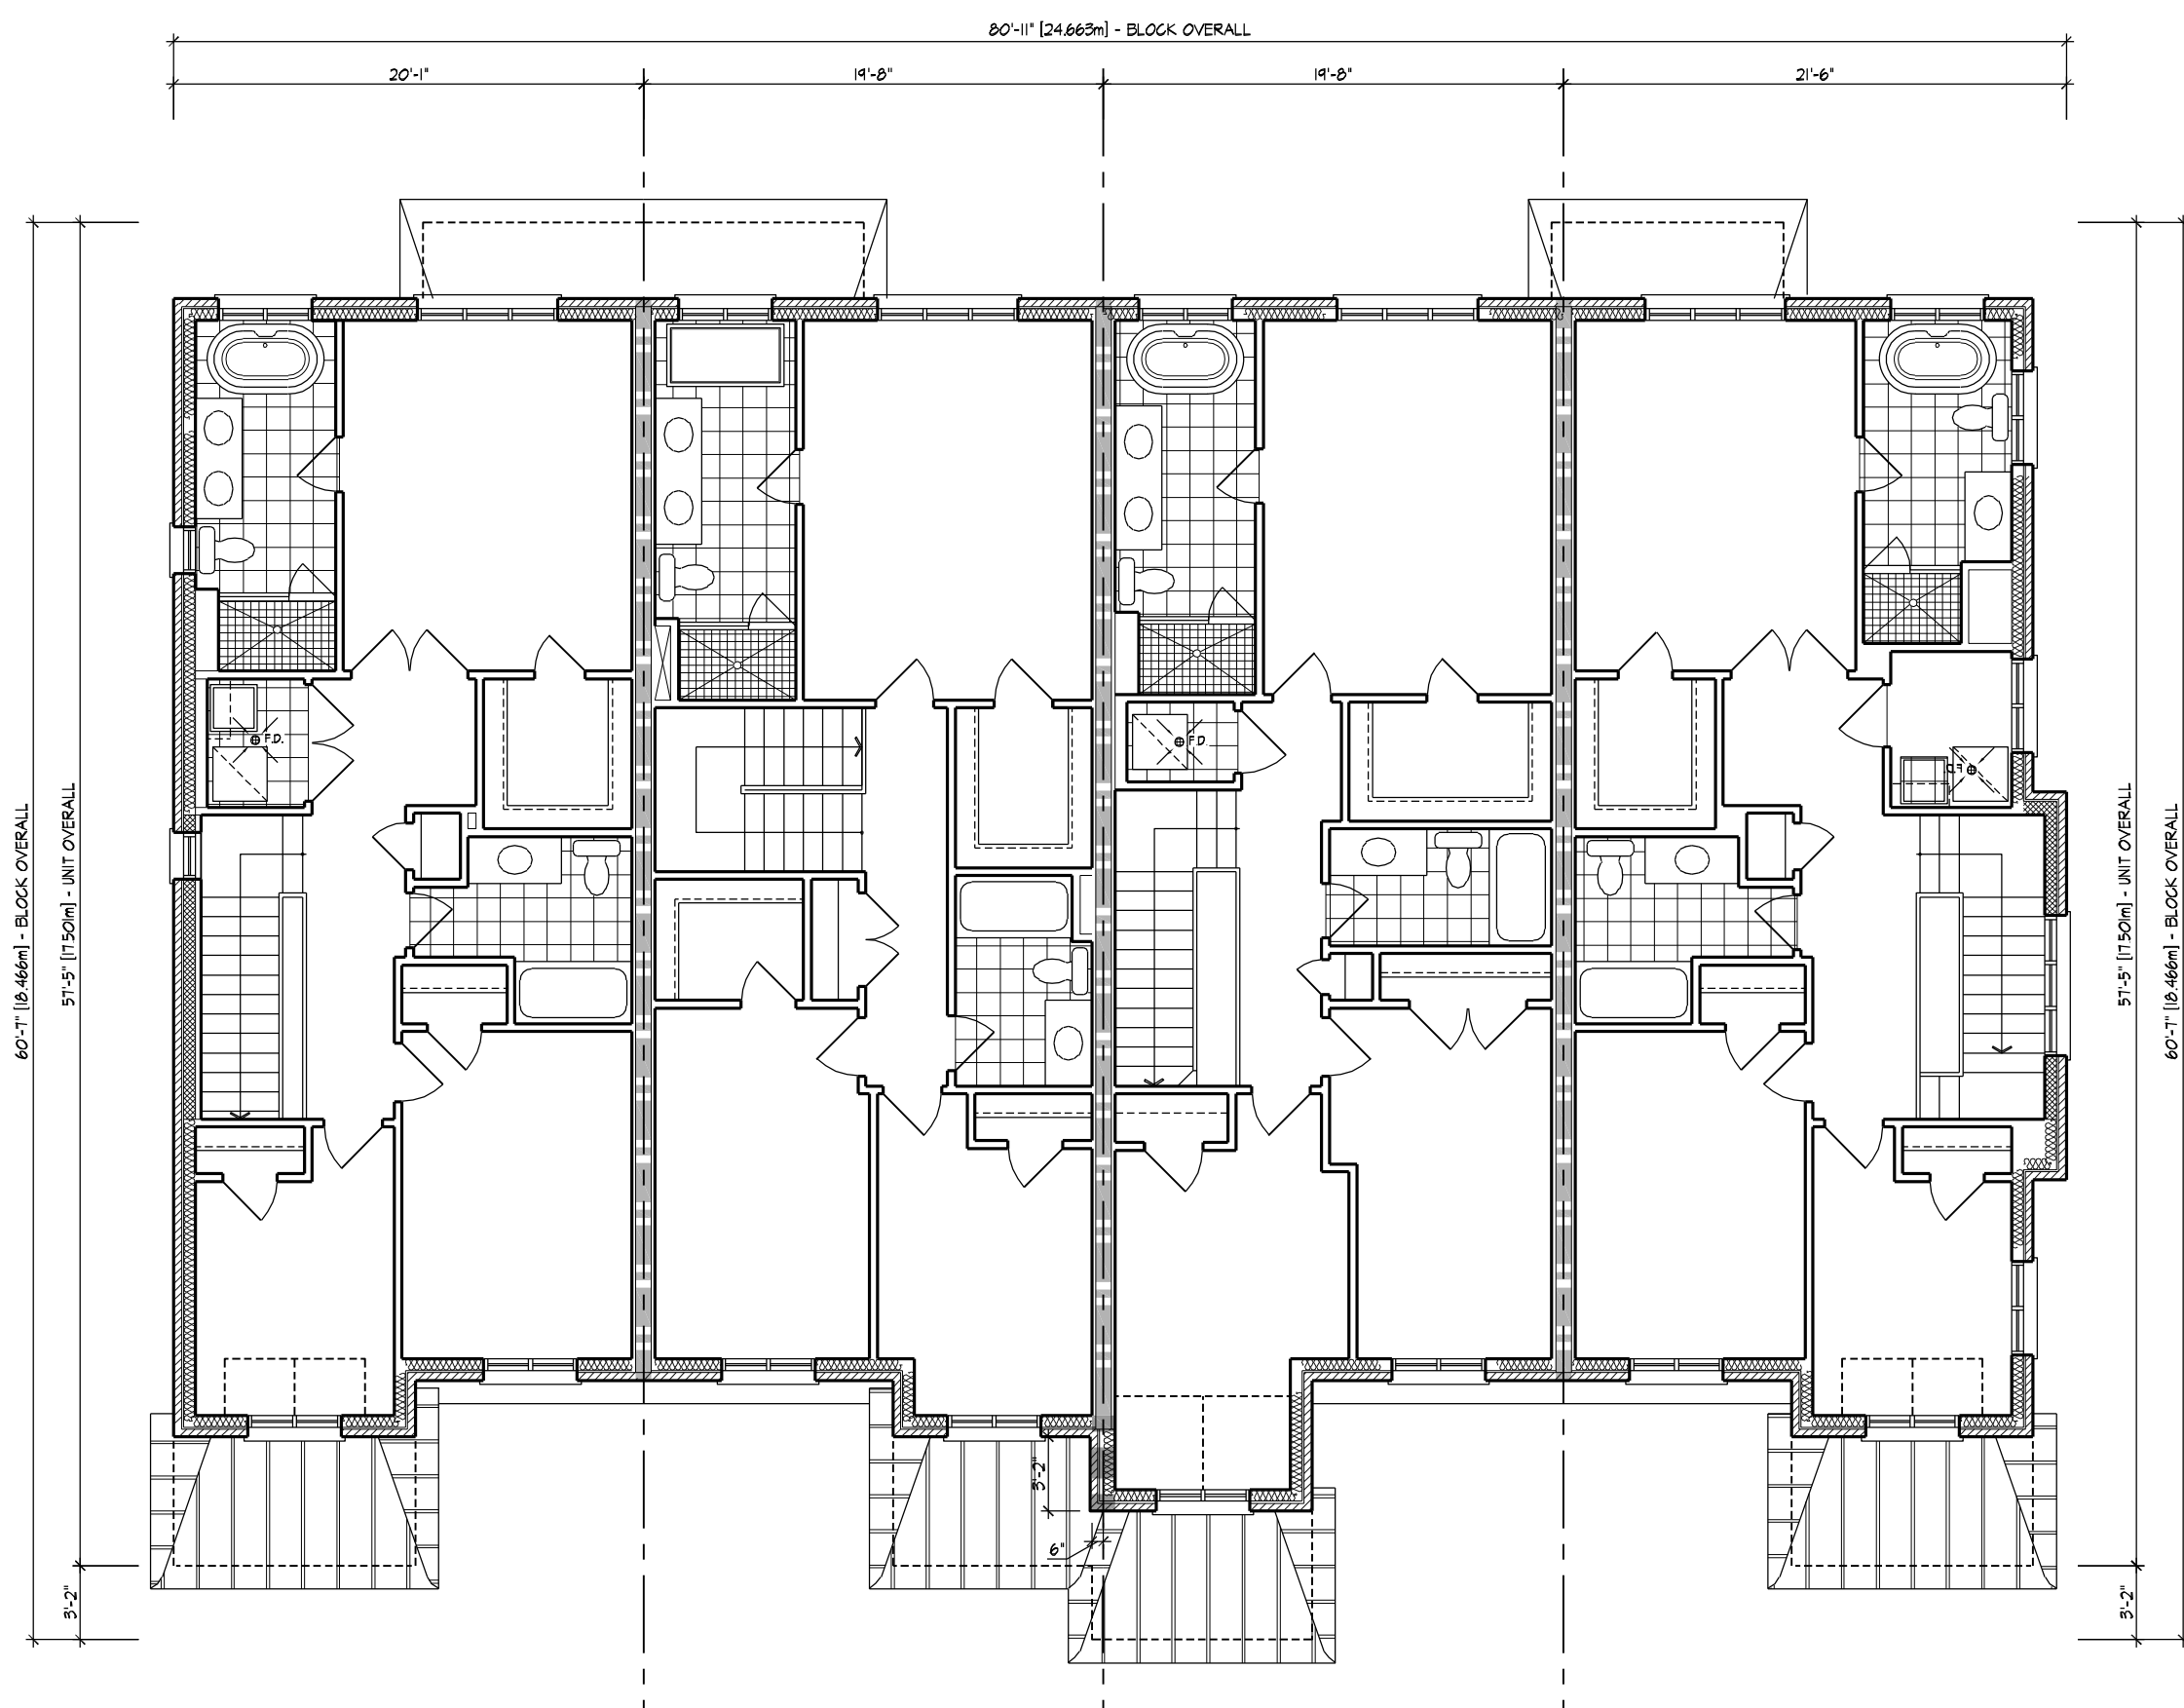 80'-11" [24.663m] - BLOCK OVERALL
20'-1"
19'-8"
19'-8"
21'-6"
60'-7" [18.466m] - BLOCK OVERALL
57'-5" [17.501m] - UNIT OVERALL
F.D.
F.D.
F.D.
57'-5" [17.501m] - UNIT OVERALL
60'-7" [18.466m] - BLOCK OVERALL
3'-2"
6"
3'-2"
3'-2"